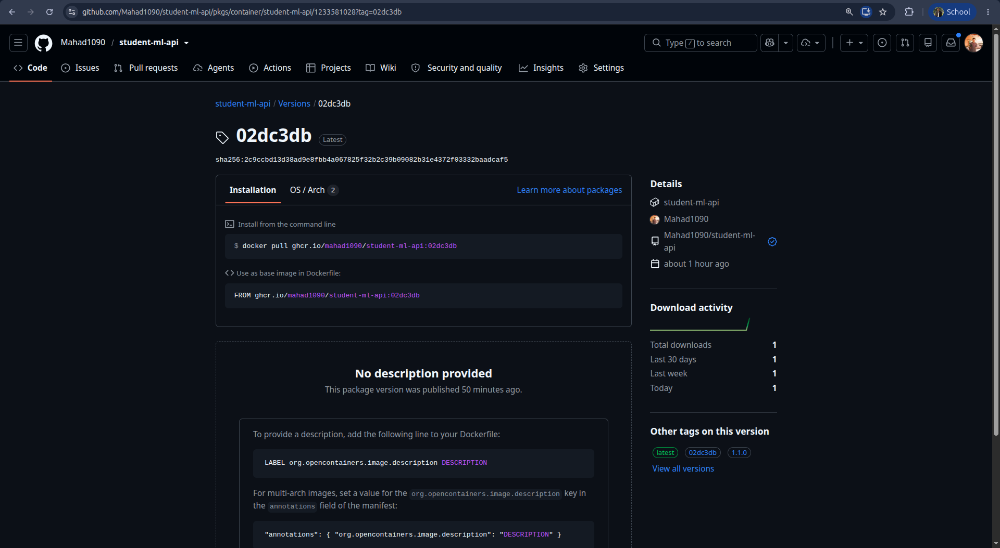 github.com/Mahad1090/student-ml-api/pkgs/container/student-ml-api/1233581028?tag=02dc3db
School
Mahad1090 / student-ml-api
Type / to search
Code Issues Pull requests Agents Actions Projects Wiki Security and quality Insights Settings
student-ml-api / Versions / 02dc3db
02dc3db Latest
sha256:2c9ccbd13d38ad9e8fbb4a067825f32b2c39b09082b31e4372f03332baadcaf5
Installation OS / Arch 2 Learn more about packages
Install from the command line
$ docker pull ghcr.io/mahad1090/student-ml-api:02dc3db
Use as base image in Dockerfile:
FROM ghcr.io/mahad1090/student-ml-api:02dc3db
No description provided
This package version was published 50 minutes ago.
To provide a description, add the following line to your Dockerfile:
LABEL org.opencontainers.image.description DESCRIPTION
For multi-arch images, set a value for the org.opencontainers.image.description key in
the annotations field of the manifest:
"annotations": { "org.opencontainers.image.description": "DESCRIPTION" }
Details
student-ml-api
Mahad1090
Mahad1090/student-ml-
api
about 1 hour ago
Download activity
Total downloads 1
Last 30 days 1
Last week 1
Today 1
Other tags on this version
latest 02dc3db 1.1.0
View all versions